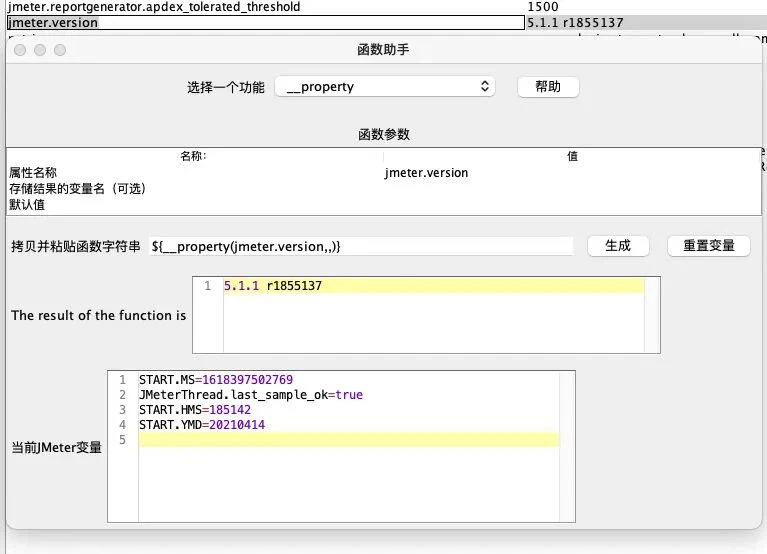 jmeter.reportgenerator.apdex_tolerated_threshold 1500
jmeter.version 5.1.1 r1855137
函数助手
选择一个功能 __property 帮助
函数参数
名称: 值
属性名称 jmeter.version
存储结果的变量名（可选）
默认值
拷贝并粘贴函数字符串 ${__property(jmeter.version,,)} 生成 重置变量
The result of the function is
1 5.1.1 r1855137
当前JMeter变量
1 START.MS=1618397502769
2 JMeterThread.last_sample_ok=true
3 START.HMS=185142
4 START.YMD=20210414
5